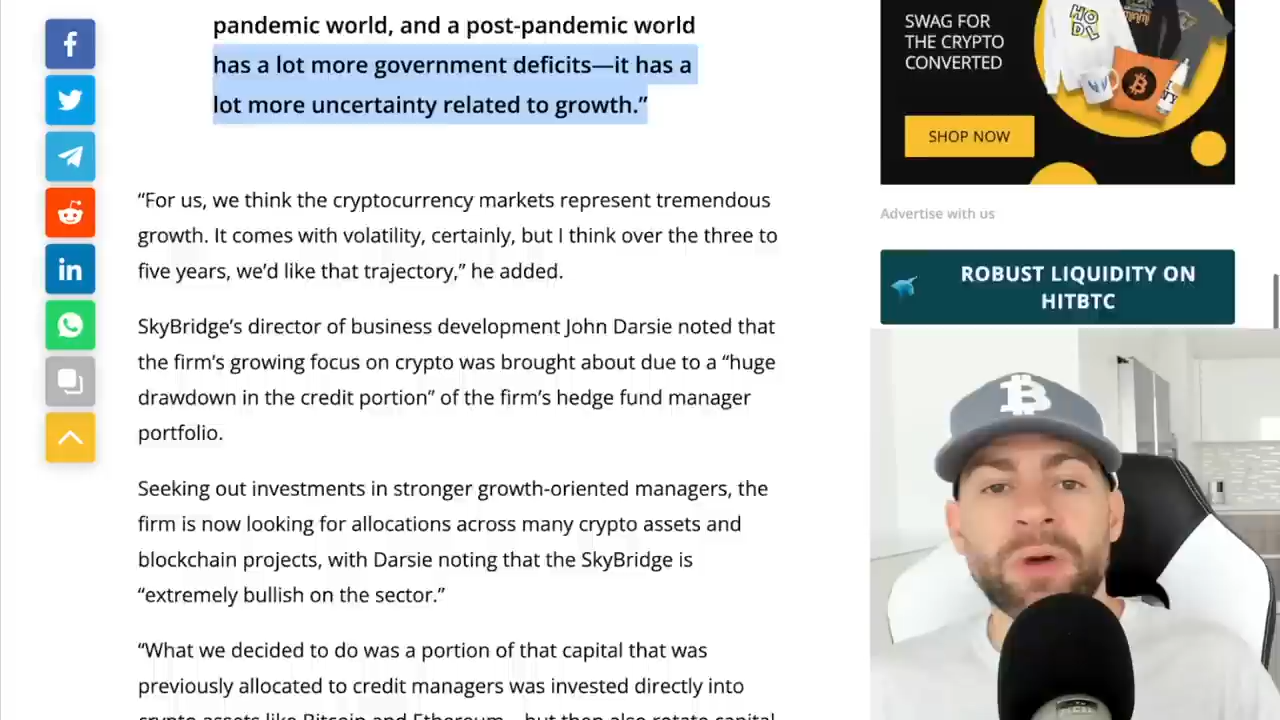 pandemic world, and a post-pandemic world
has a lot more government deficits—it has a
lot more uncertainty related to growth.”
“For us, we think the cryptocurrency markets represent tremendous
growth. It comes with volatility, certainly, but I think over the three to
five years, we’d like that trajectory,” he added.
SkyBridge’s director of business development John Darsie noted that
the firm’s growing focus on crypto was brought about due to a “huge
drawdown in the credit portion” of the firm’s hedge fund manager
portfolio.
Seeking out investments in stronger growth-oriented managers, the
firm is now looking for allocations across many crypto assets and
blockchain projects, with Darsie noting that the SkyBridge is
“extremely bullish on the sector.”
“What we decided to do was a portion of that capital that was
previously allocated to credit managers was invested directly into
crypto assets like Bitcoin and Ethereum—but then also rotate capital
SWAG FOR
THE CRYPTO
CONVERTED
HO
DL
SHOP NOW
Advertise with us
ROBUST LIQUIDITY ON
HITBTC